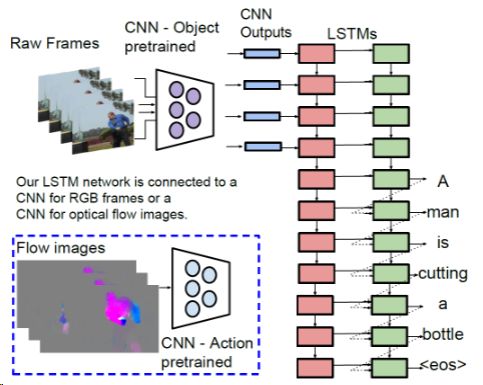 CNN - Object
pretrained
CNN
Outputs
LSTMs
Raw Frames
Our LSTM network is connected to a
CNN for RGB frames or a
CNN for optical flow images.
Flow images
CNN - Action
pretrained
A
man
is
cutting
a
bottle
<eos>